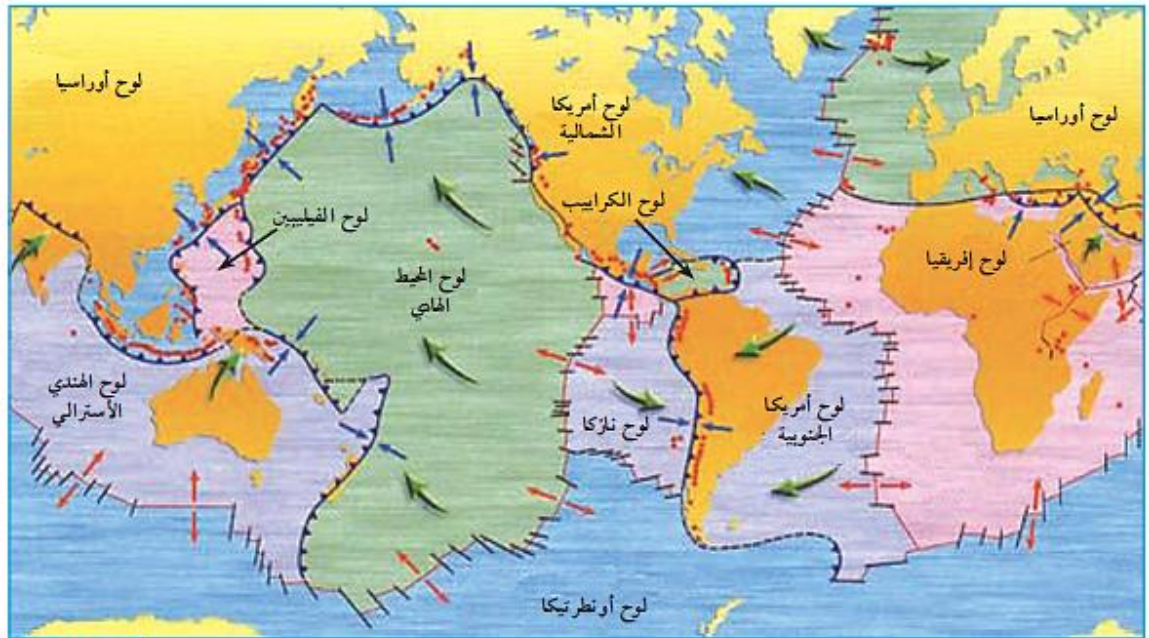 لوح أوراسيا
لوح أمريكا
الشمالية
لوح أوراسيا
لوح الكراييب
لوح الفيليبين
لوح إفريقيا
لوح المحيط
الهادي
لوح الهندي
الأسترالي
لوح نازكا
لوح أمريكا
الجنوبية
لوح أونطرتيكا